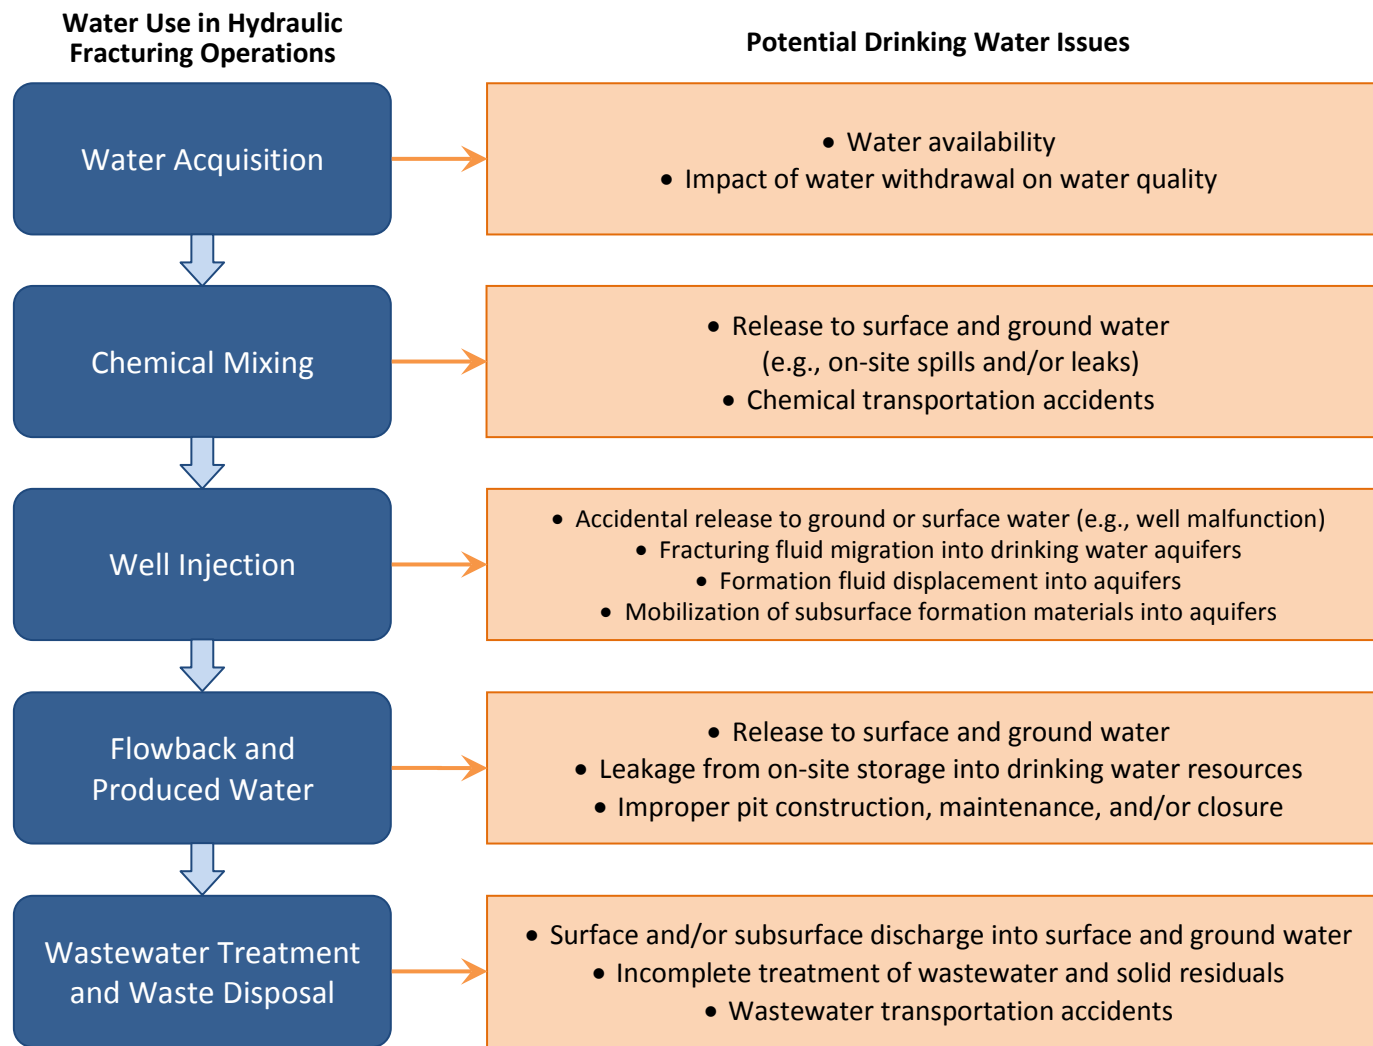 Water Use in Hydraulic
Fracturing Operations
Potential Drinking Water Issues
Water Acquisition
• Water availability
• Impact of water withdrawal on water quality
Chemical Mixing
• Release to surface and ground water
(e.g., on-site spills and/or leaks)
• Chemical transportation accidents
Well Injection
• Accidental release to ground or surface water (e.g., well malfunction)
• Fracturing fluid migration into drinking water aquifers
• Formation fluid displacement into aquifers
• Mobilization of subsurface formation materials into aquifers
Flowback and
Produced Water
• Release to surface and ground water
• Leakage from on-site storage into drinking water resources
• Improper pit construction, maintenance, and/or closure
Wastewater Treatment
and Waste Disposal
• Surface and/or subsurface discharge into surface and ground water
• Incomplete treatment of wastewater and solid residuals
• Wastewater transportation accidents